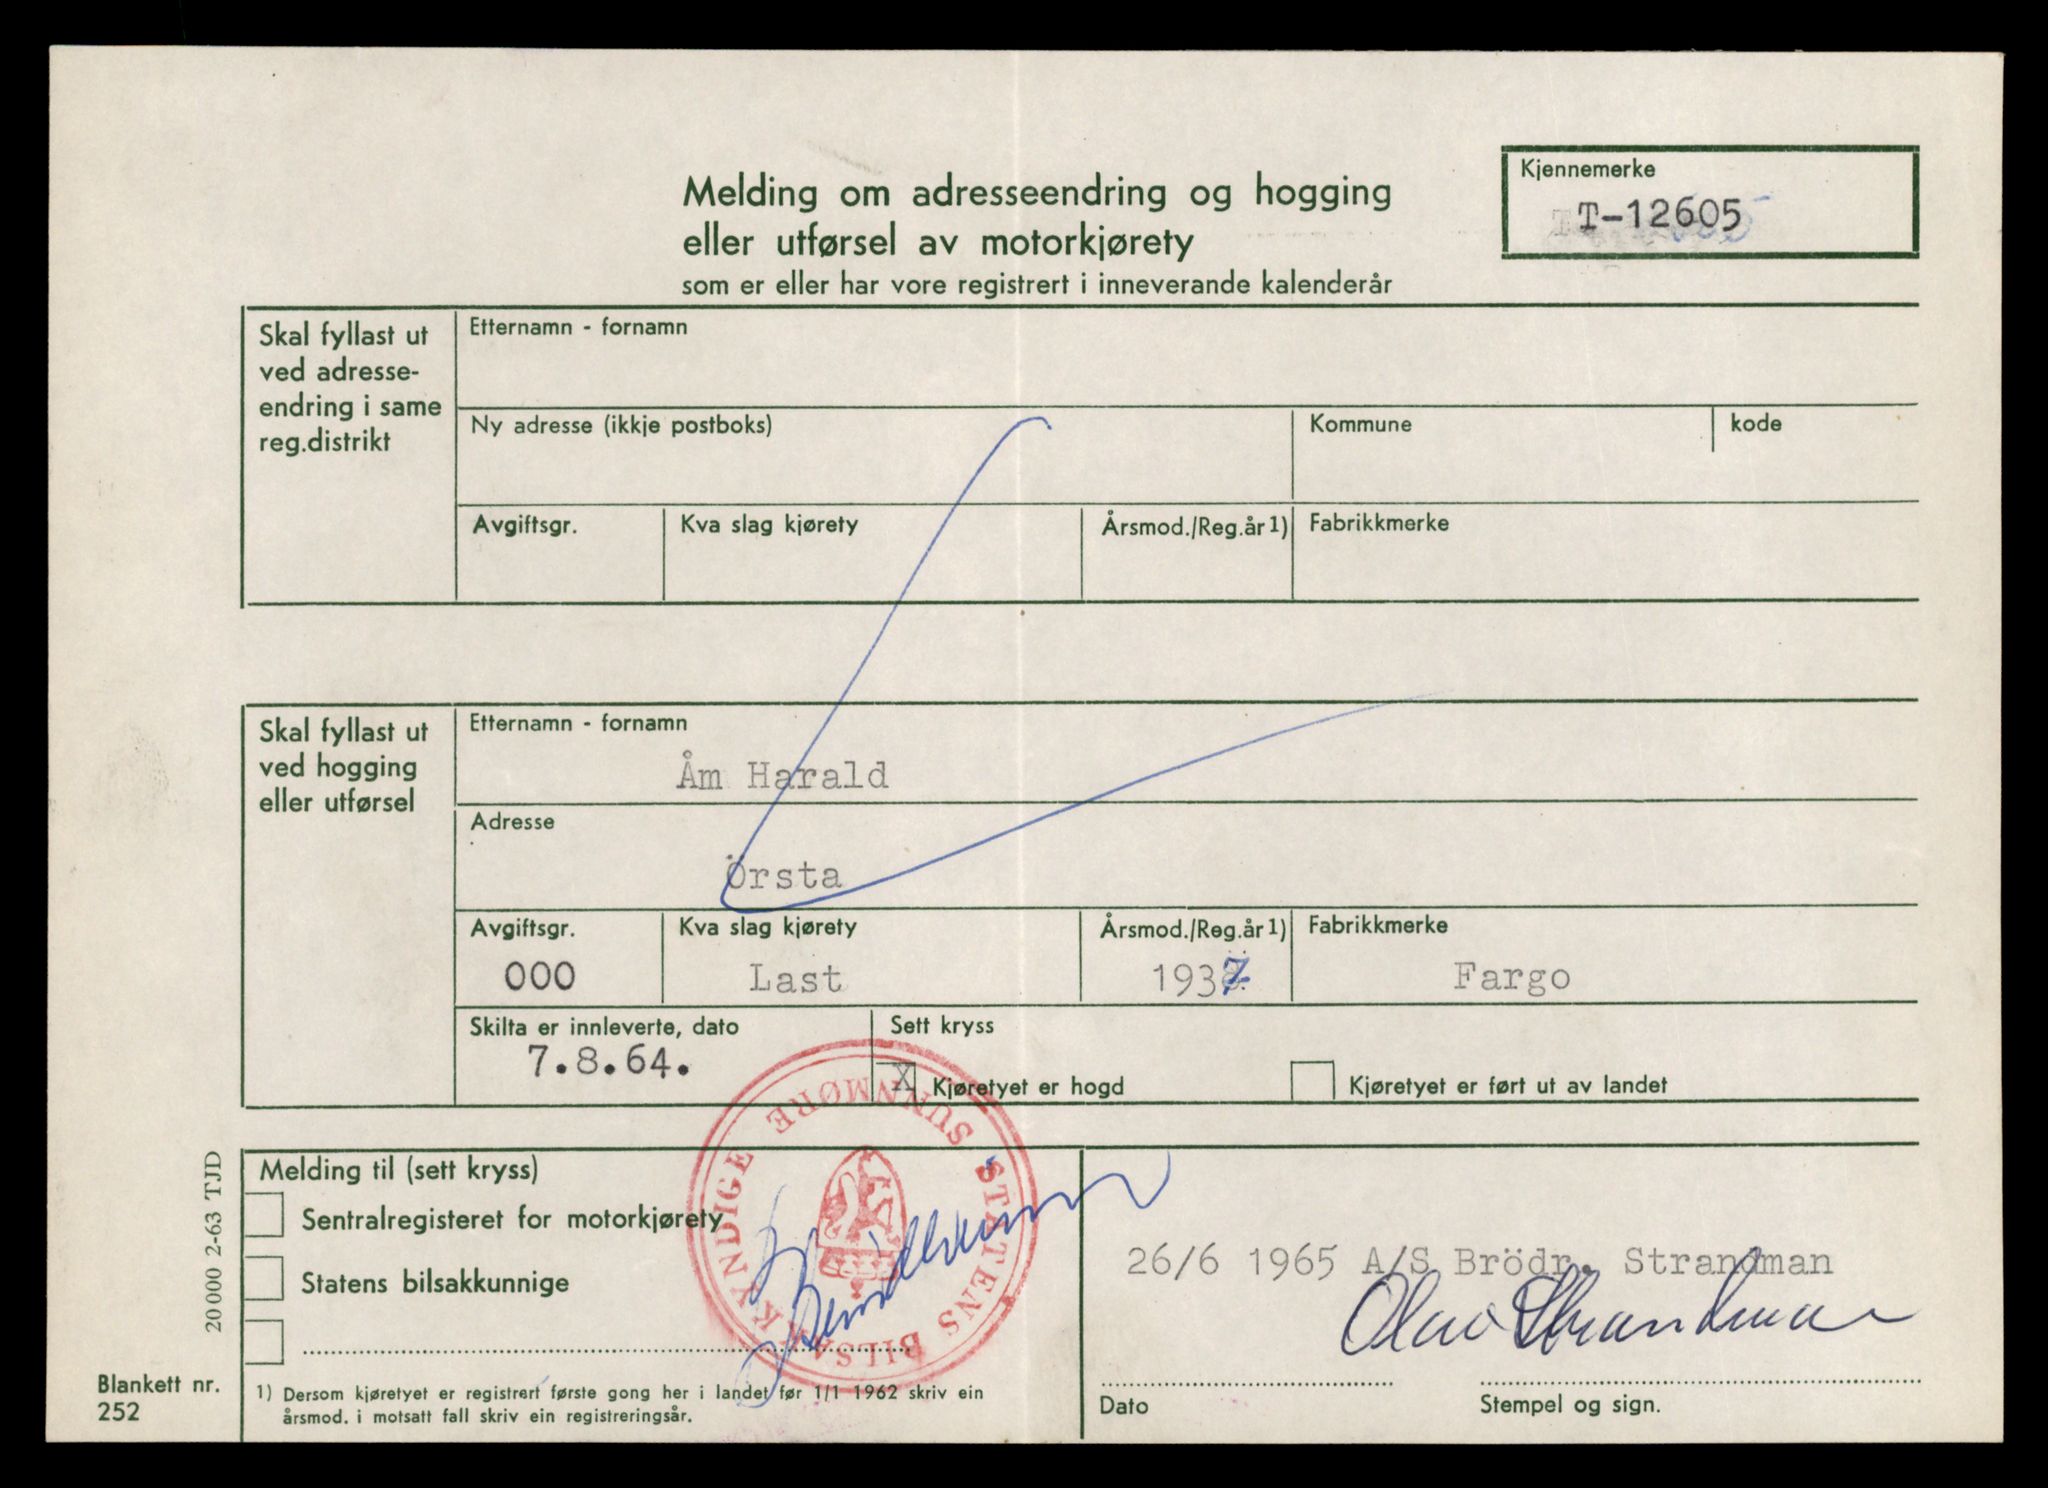 Melding om adresseendring og hogging
eller utførsel av motorkjørety
som er eller har vore registrert i inneverande kalenderår
Kjennemerke
T-12605
Skal fyllast ut
ved adresse-
endring i same
reg.distrikt
Etternamn - fornamn
Ny adresse (ikkje postboks)
Kommune
kode
Avgiftsgr.
Kva slag kjørety
Årsmod./Reg.år 1)
Fabrikkmerke
Skal fyllast ut
ved hogging
eller utførsel
Etternamn - fornamn
Åm Harald
Adresse
Örsta
Avgiftsgr.
000
Kva slag kjørety
Last
Årsmod./Reg.år 1)
1937
Fabrikkmerke
Fargo
Skilta er innleverte, dato
7.8.64.
Sett kryss
X Kjøretyet er hogd
Kjøretyet er ført ut av landet
Melding til (sett kryss)
Sentralregisteret for motorkjørety
Statens bilsakkunnige
STATENS BILSAKKYNDIGE SUNNMØRE
26/6 1965 A/S Brödr. Strandman
Olav Strandman
Dato
Stempel og sign.
1) Dersom kjøretyet er registrert første gong her i landet før 1/1 1962 skriv ein
årsmod. i motsatt fall skriv ein registreringsår.
20 000 2-63 TJD
Blankett nr.
252